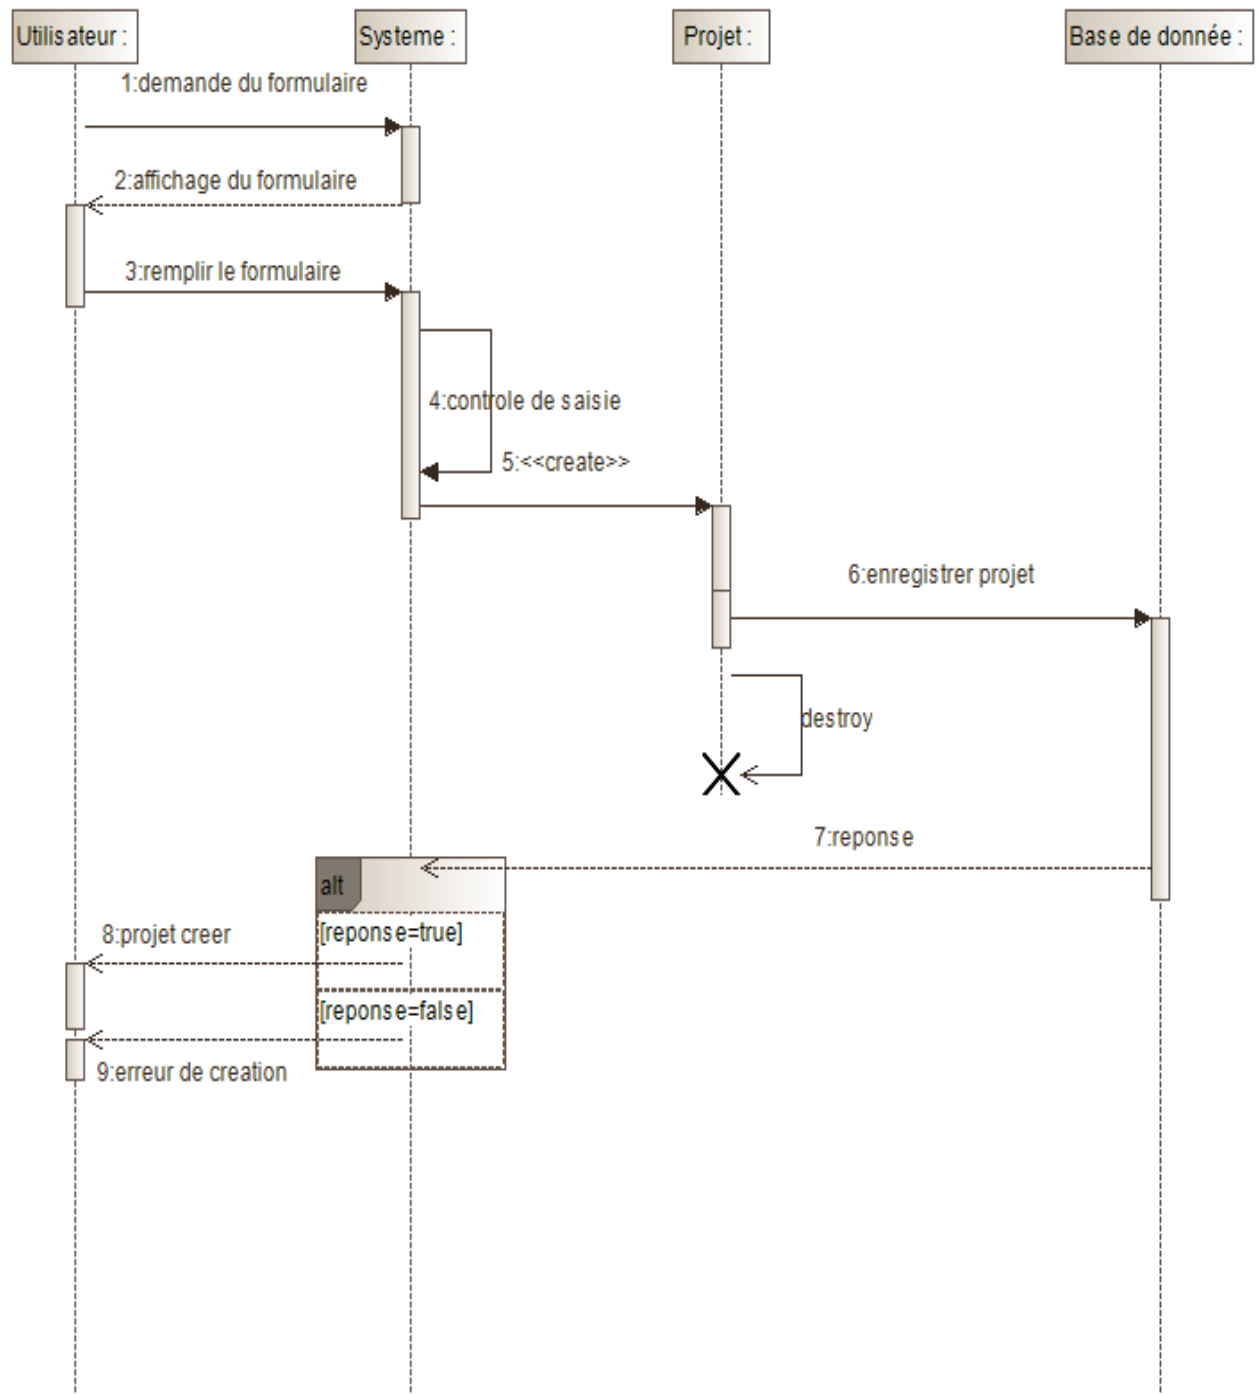 Utilisateur :
Systeme :
Projet :
Base de donnée :
1:demande du formulaire
2:affichage du formulaire
3:remplir le formulaire
4:controle de saisie
5:<<create>>
6:enregistrer projet
destroy
7:reponse
alt
8:projet creer
[reponse=true]
[reponse=false]
9:erreur de creation